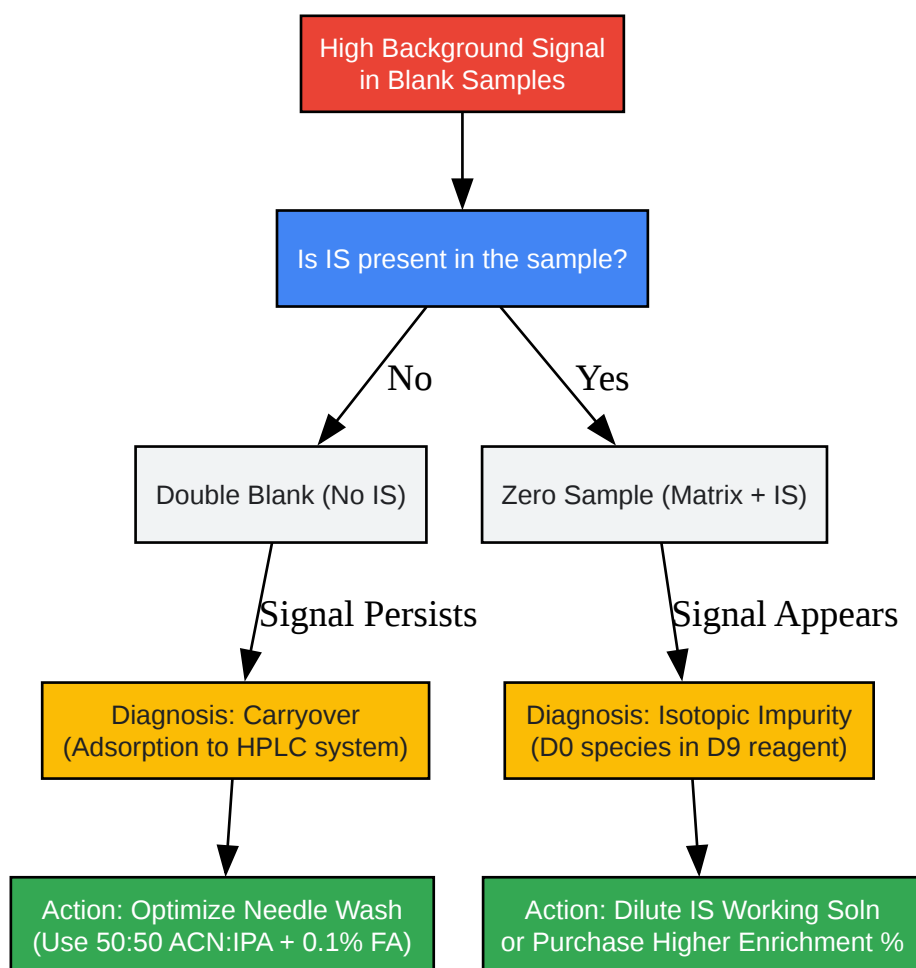 High Background Signal
in Blank Samples
Is IS present in the sample?
No
Yes
Double Blank (No IS)
Zero Sample (Matrix + IS)
Signal Persists
Signal Appears
Diagnosis: Carryover
(Adsorption to HPLC system)
Diagnosis: Isotopic Impurity
(D0 species in D9 reagent)
Action: Optimize Needle Wash
(Use 50:50 ACN:IPA + 0.1% FA)
Action: Dilute IS Working Soln
or Purchase Higher Enrichment %